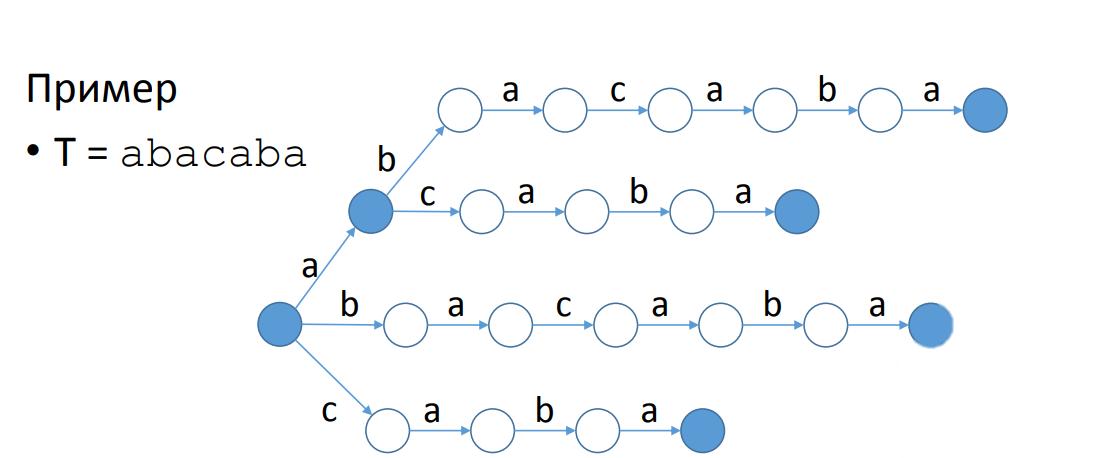 Пример
• T = abacaba
a c a b a
b
c a b a
a
b a c a b a
c a b a